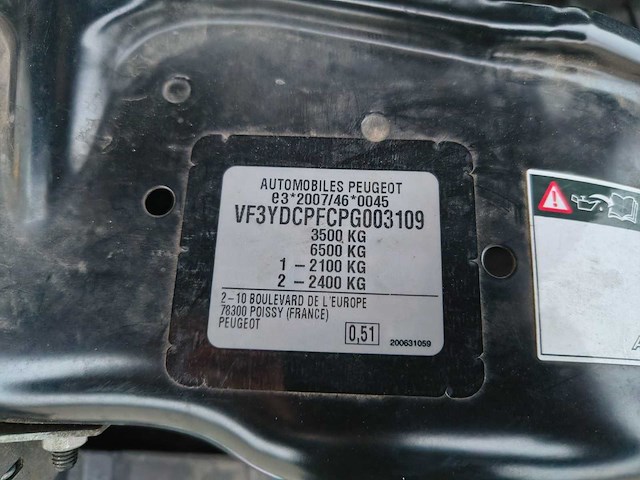 AUTOMOBILES PEUGEOT
e3*2007/46*0045
VF3YDCPFCPG003109
3500 KG
6500 KG
1 - 2100 KG
2 - 2400 KG
2-10 BOULEVARD DE L'EUROPE
78300 POISSY (FRANCE)
PEUGEOT
0,51
200631059